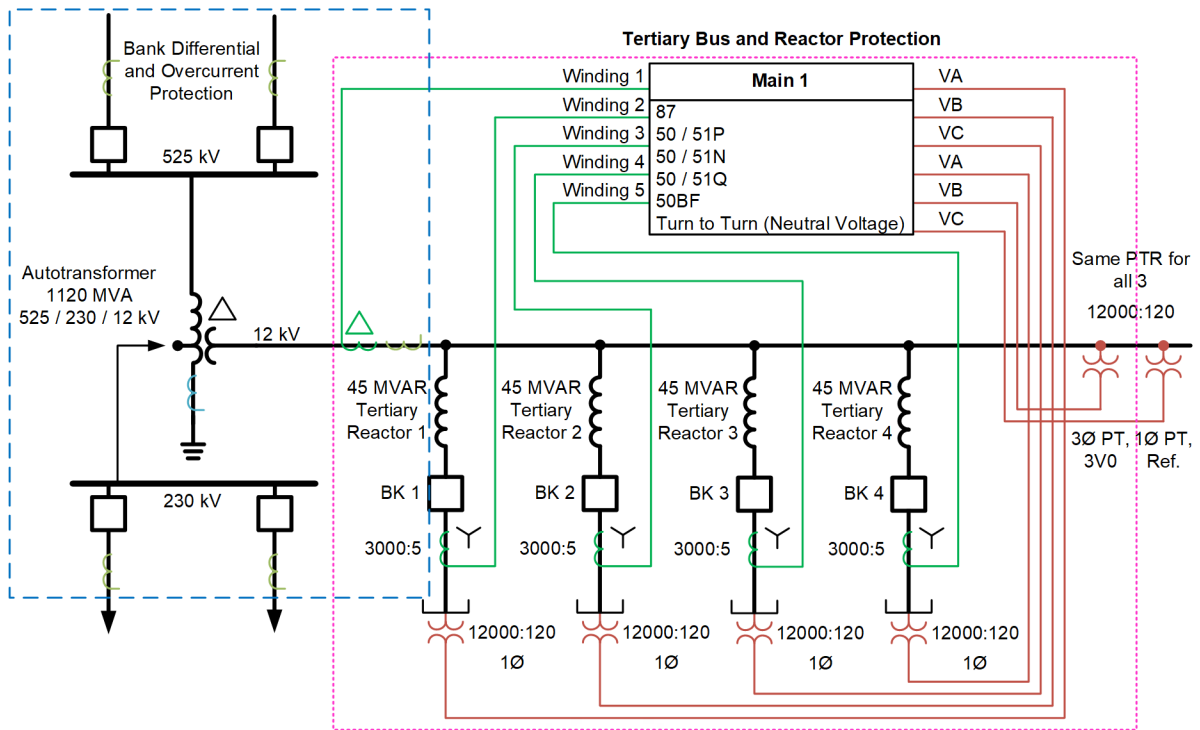 Tertiary Bus and Reactor Protection
Bank Differential
and Overcurrent
Protection
525 kV
Autotransformer
1120 MVA
525 / 230 / 12 kV
12 kV
230 kV
Winding 1
Winding 2
Winding 3
Winding 4
Winding 5
Main 1
87
50 / 51P
50 / 51N
50 / 51Q
50BF
Turn to Turn (Neutral Voltage)
VA
VB
VC
VA
VB
VC
Same PTR for
all 3
12000:120
45 MVAR
Tertiary
Reactor 1
45 MVAR
Tertiary
Reactor 2
45 MVAR
Tertiary
Reactor 3
45 MVAR
Tertiary
Reactor 4
3Ø PT,
3V0
1Ø PT,
Ref.
BK 1
BK 2
BK 3
BK 4
3000:5
3000:5
3000:5
3000:5
12000:120
1Ø
12000:120
1Ø
12000:120
1Ø
12000:120
1Ø